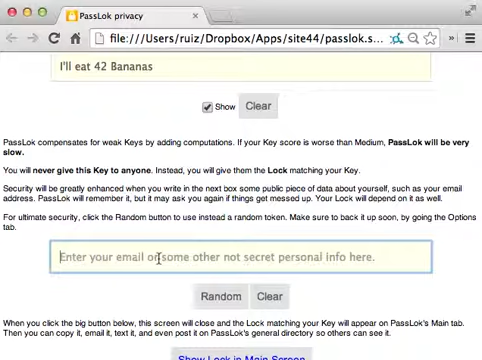 PassLok privacy
file:///Users/ruiz/Dropbox/Apps/site44/passlok.s...
I'll eat 42 Bananas
Show Clear
PassLok compensates for weak Keys by adding computations. If your Key score is worse than Medium, PassLok will be very
slow.
You will never give this Key to anyone. Instead, you will give them the Lock matching your Key.
Security will be greatly enhanced when you write in the next box some public piece of data about yourself, such as your email
address. PassLok will remember it, but it may ask you again if things get messed up. Your Lock will depend on it as well.
For ultimate security, click the Random button to use instead a random token. Make sure to back it up soon, by going the Options
tab.
Enter your email or some other not secret personal info here.
Random Clear
When you click the big button below, this screen will close and the Lock matching your Key will appear on PassLok's Main tab.
Then you can copy it, email it, text it, and even post it on PassLok's general directory so others can see it.
Show Lock in Main Screen